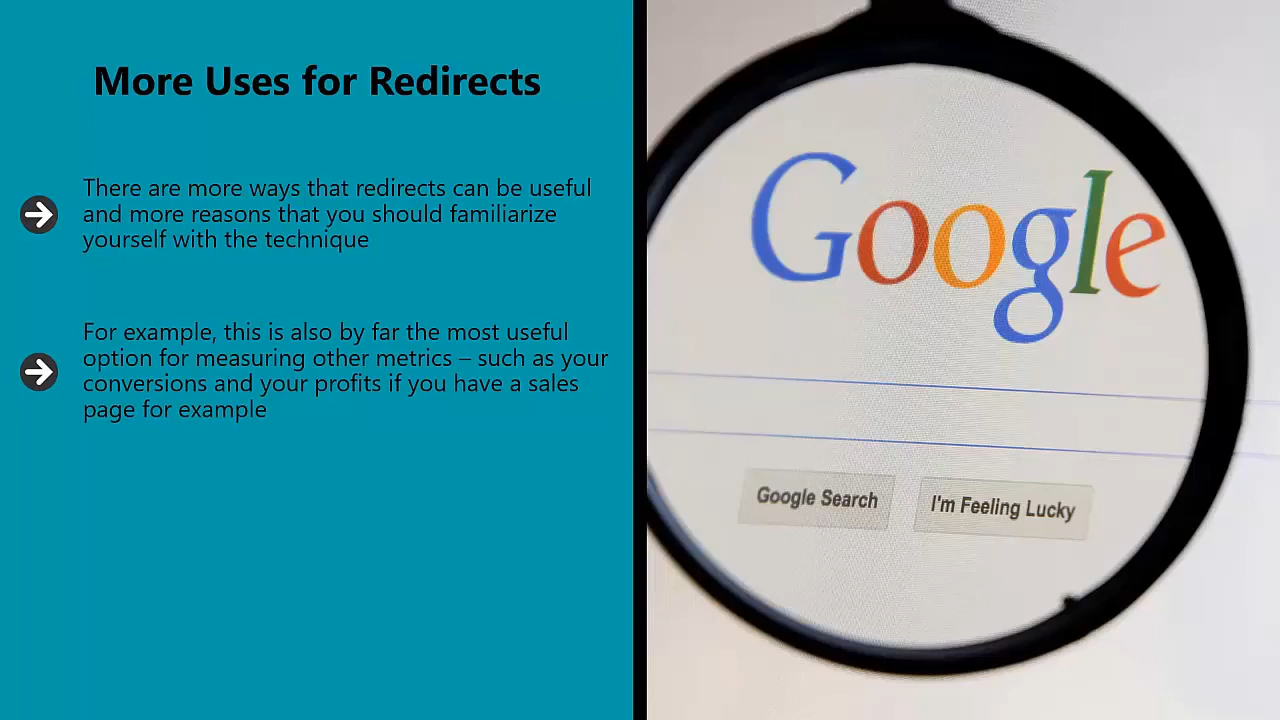 More Uses for Redirects
There are more ways that redirects can be useful
and more reasons that you should familiarize
yourself with the technique
For example, this is also by far the most useful
option for measuring other metrics – such as your
conversions and your profits if you have a sales
page for example
Google
Google Search
I'm Feeling Lucky